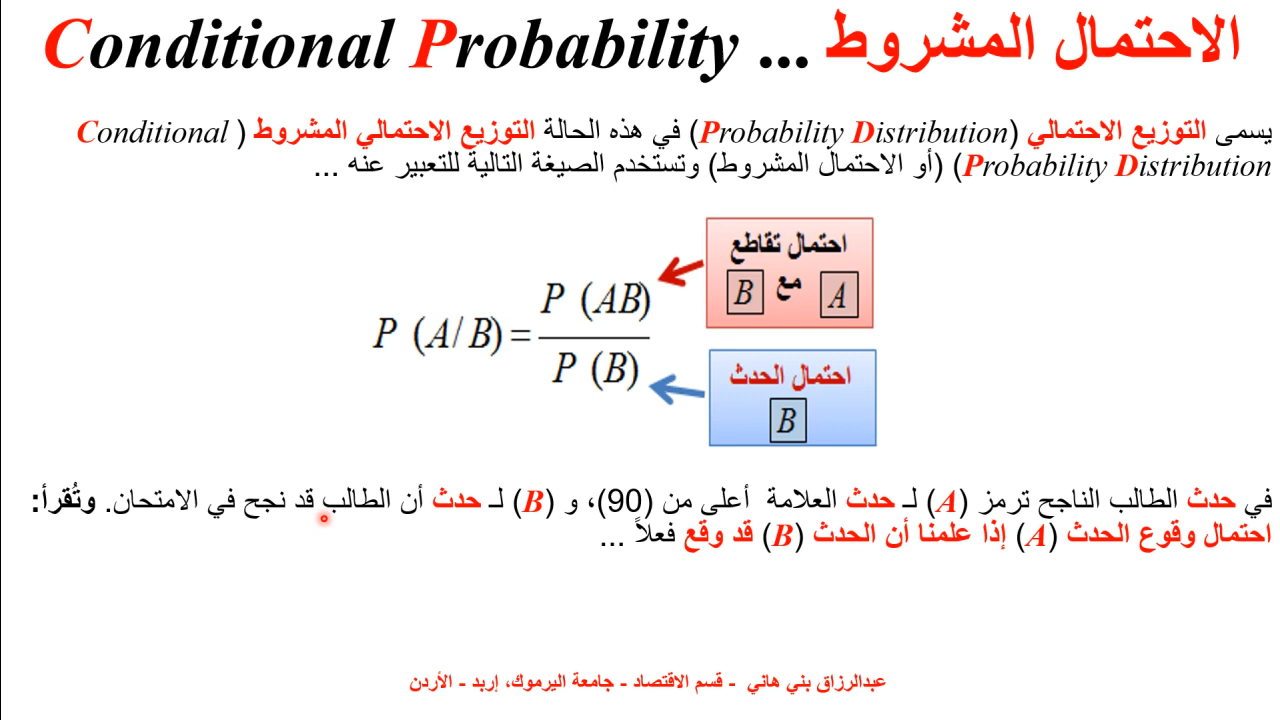 الاحتمال المشروط ... Conditional Probability
يسمى التوزيع الاحتمالي (Probability Distribution) في هذه الحالة التوزيع الاحتمالي المشروط (Conditional
Probability Distribution) (أو الاحتمال المشروط) وتستخدم الصيغة التالية للتعبير عنه ...
احتمال تقاطع
A مع B
P (A/B) = P (AB) / P (B)
احتمال الحدث
B
في حدث الطالب الناجح ترمز (A) لـ حدث العلامة أعلى من (90)، و (B) لـ حدث أن الطالب قد نجح في الامتحان. وتُقرأ:
احتمال وقوع الحدث (A) إذا علمنا أن الحدث (B) قد وقع فعلاً ...
عبدالرزاق بني هاني - قسم الاقتصاد - جامعة اليرموك، إربد - الأردن